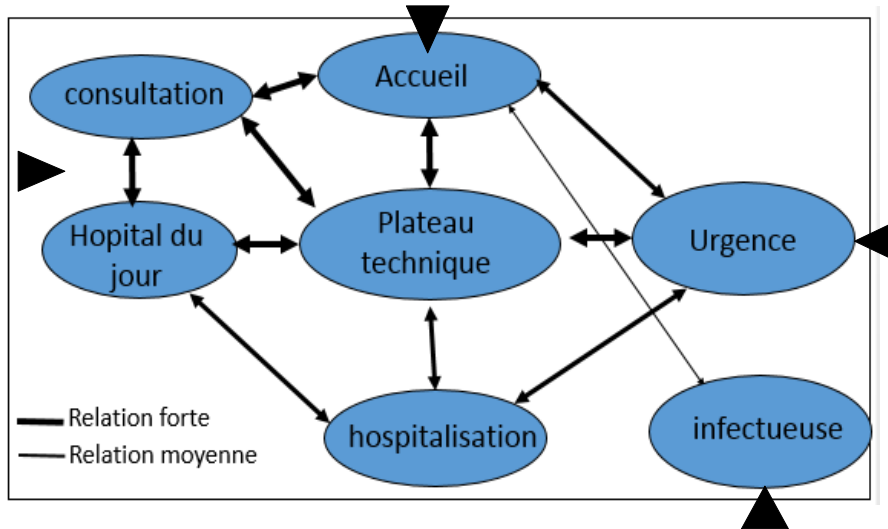 consultation
Accueil
Hopital du
jour
Plateau
technique
Urgence
hospitalisation
infectueuse
Relation forte
Relation moyenne